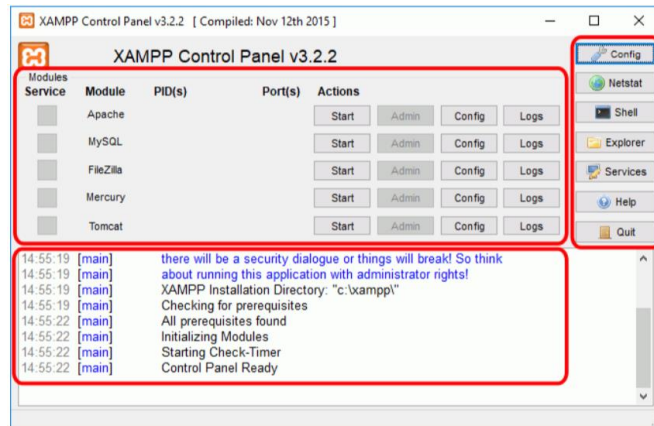 XAMPP Control Panel v3.2.2 [ Compiled: Nov 12th 2015 ]
XAMPP Control Panel v3.2.2
Modules
Service Module PID(s) Port(s) Actions
Apache Start Admin Config Logs
MySQL Start Admin Config Logs
FileZilla Start Admin Config Logs
Mercury Start Admin Config Logs
Tomcat Start Admin Config Logs
Config
Netstat
Shell
Explorer
Services
Help
Quit
14:55:19 [main] there will be a security dialogue or things will break! So think
14:55:19 [main] about running this application with administrator rights!
14:55:19 [main] XAMPP Installation Directory: "c:\xampp\"
14:55:19 [main] Checking for prerequisites
14:55:22 [main] All prerequisites found
14:55:22 [main] Initializing Modules
14:55:22 [main] Starting Check-Timer
14:55:22 [main] Control Panel Ready